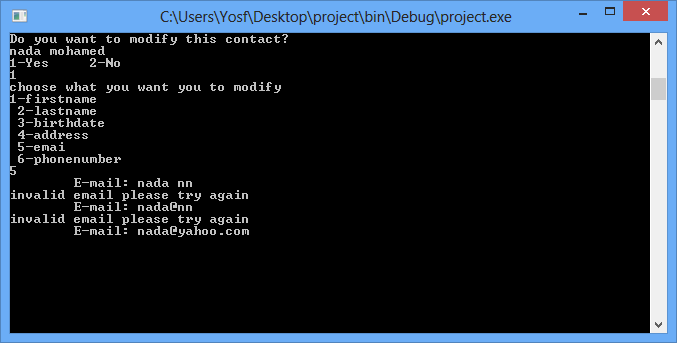 C:\Users\Yosf\Desktop\project\bin\Debug\project.exe
Do you want to modify this contact?
nada mohamed
1-Yes     2-No
1
choose what you want you to modify
1-firstname
 2-lastname
 3-birthdate
 4-address
 5-emai
 6-phonenumber
5
        E-mail: nada nn
invalid email please try again
        E-mail: nada@nn
invalid email please try again
        E-mail: nada@yahoo.com